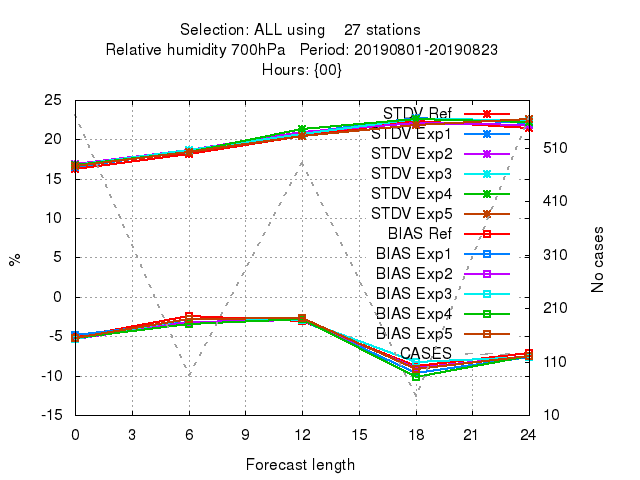 Selection: ALL using 27 stations
Relative humidity 700hPa Period: 20190801-20190823
Hours: {00}
25
20
15
10
5
0
-5
-10
-15
%
STDV Ref
STDV Exp1
STDV Exp2
STDV Exp3
STDV Exp4
STDV Exp5
BIAS Ref
BIAS Exp1
BIAS Exp2
BIAS Exp3
BIAS Exp4
BIAS Exp5
CASES
510
410
310
210
110
10
No cases
0 3 6 9 12 15 18 21 24
Forecast length